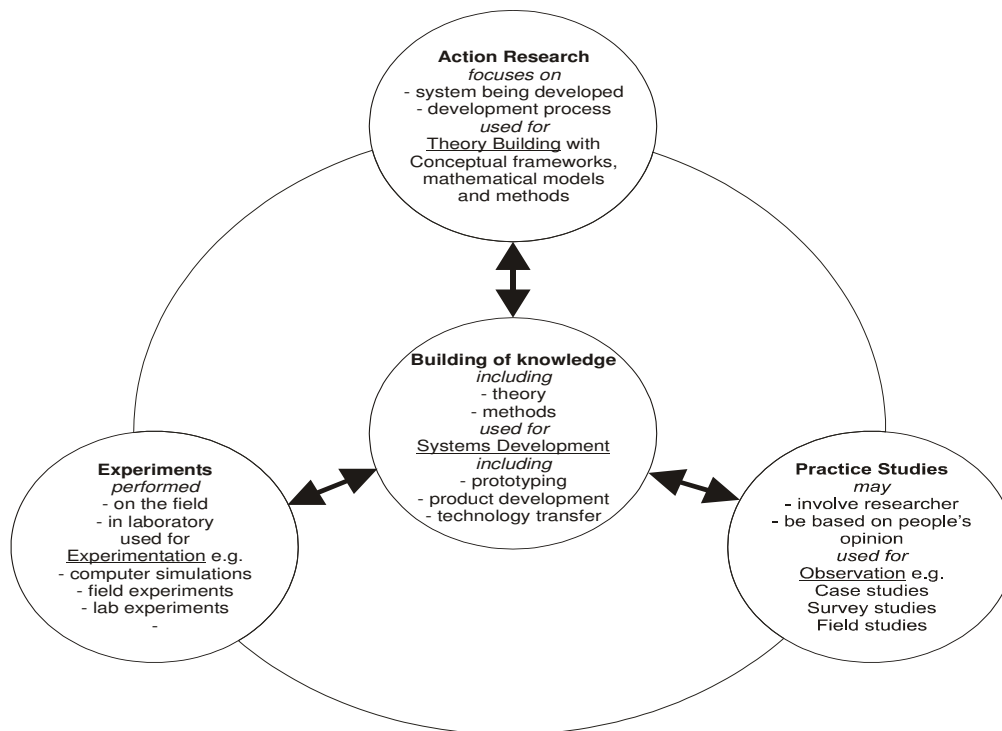 Action Research
focuses on
- system being developed
- development process
used for
Theory Building with
Conceptual frameworks,
mathematical models
and methods
Building of knowledge
including
- theory
- methods
used for
Systems Development
including
- prototyping
- product development
- technology transfer
Experiments
performed
- on the field
- in laboratory
used for
Experimentation e.g.
- computer simulations
- field experiments
- lab experiments
-
Practice Studies
may
- involve researcher
- be based on people's
opinion
used for
Observation e.g.
Case studies
Survey studies
Field studies